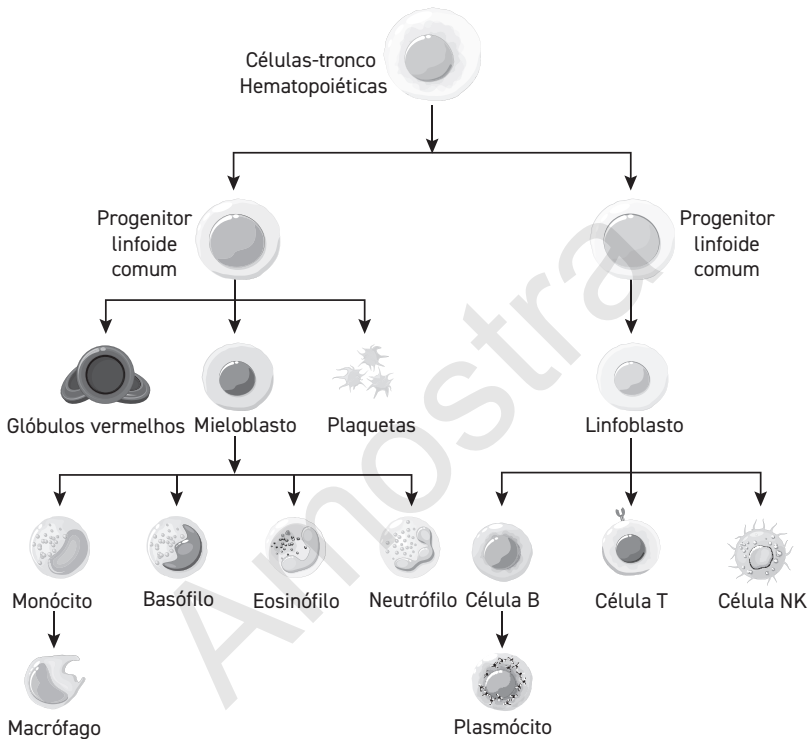 Células-tronco
Hematopoiéticas
Progenitor
linfoide
comum
Progenitor
linfoide
comum
Glóbulos vermelhos
Mieloblasto
Plaquetas
Linfoblasto
Monócito
Basófilo
Eosinófilo
Neutrófilo
Célula B
Célula T
Célula NK
Macrófago
Plasmócito
Amostra